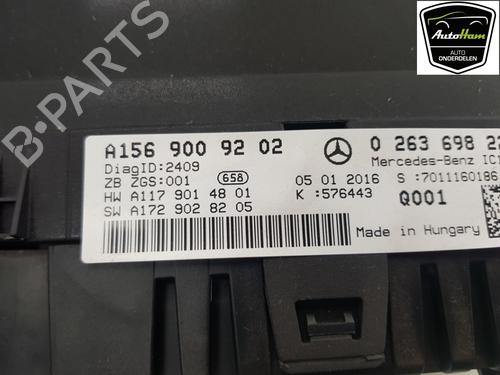 AutoHam
AUTO
ONDERDELEN
B-PARTS
A156 900 92 02
0 263 698 22
DiagID:2409
Mercedes-Benz IC
ZB ZGS:001
658
05 01 2016
S :7011160186
HW A117 901 48 01
K :576443
Q001
SW A172 902 82 05
Made in Hungary